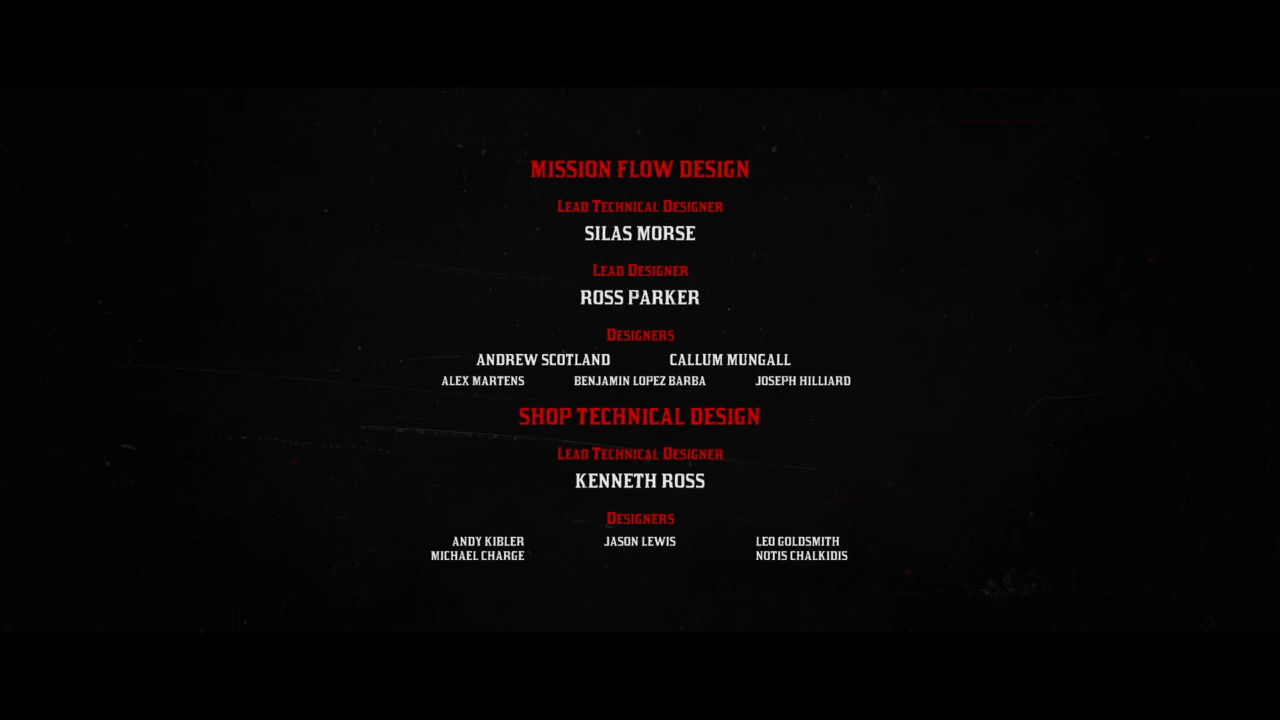 MISSION FLOW DESIGN
LEAD TECHNICAL DESIGNER
SILAS MORSE
LEAD DESIGNER
ROSS PARKER
DESIGNERS
ANDREW SCOTLAND CALLUM MUNGALL
ALEX MARTENS BENJAMIN LOPEZ BARBA JOSEPH HILLIARD
SHOP TECHNICAL DESIGN
LEAD TECHNICAL DESIGNER
KENNETH ROSS
DESIGNERS
ANDY KIBLER JASON LEWIS LEO GOLDSMITH
MICHAEL CHARGE NOTIS CHALKIDIS